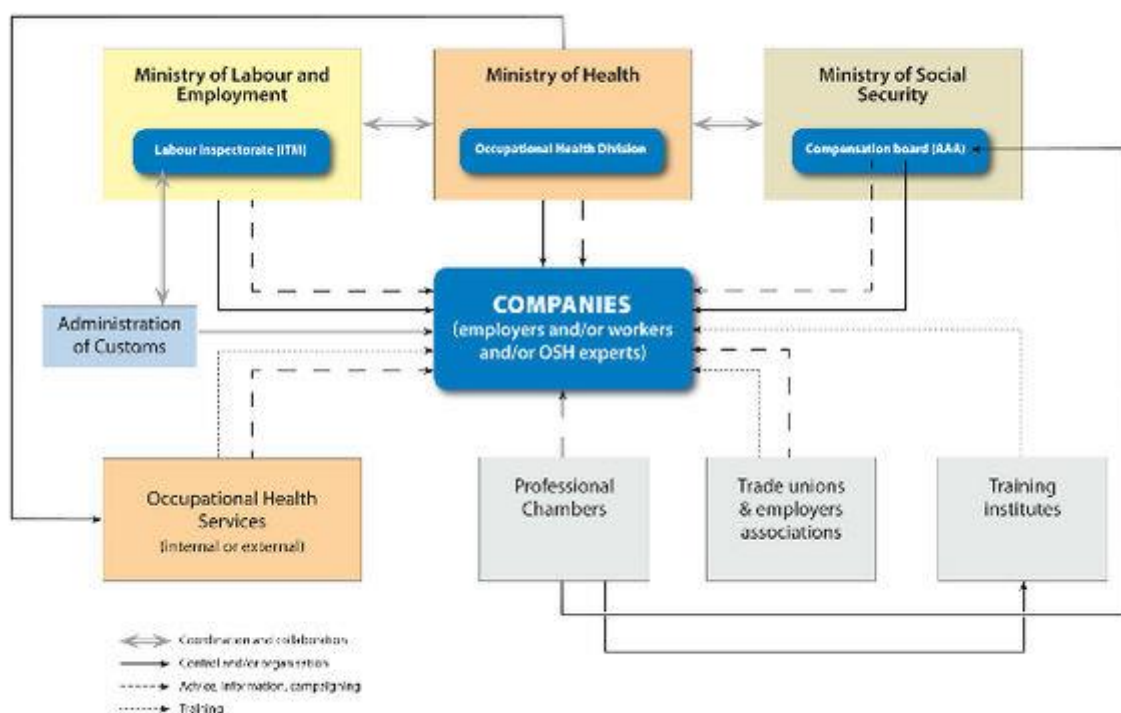 Ministry of Labour and
Employment
Labour Inspectorate (ITM)
Ministry of Health
Occupational Health Division
Ministry of Social
Security
Compensation board (AAA)
Administration
of Customs
COMPANIES
(employers and/or workers
and/or OSH experts)
Occupational Health
Services
(internal or external)
Professional
Chambers
Trade unions
& employers
associations
Training
institutes
Coordination and collaboration
Control and/or organisation
Advice, information, campaigning
Training